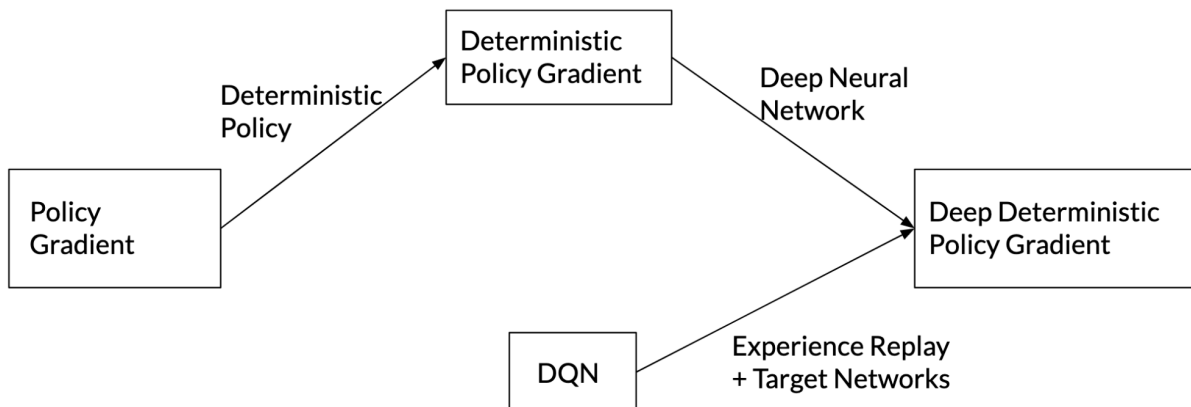 Deterministic
Policy Gradient
Deep Neural
Network
Deterministic
Policy
Policy
Gradient
Deep Deterministic
Policy Gradient
DQN
Experience Replay
+ Target Networks